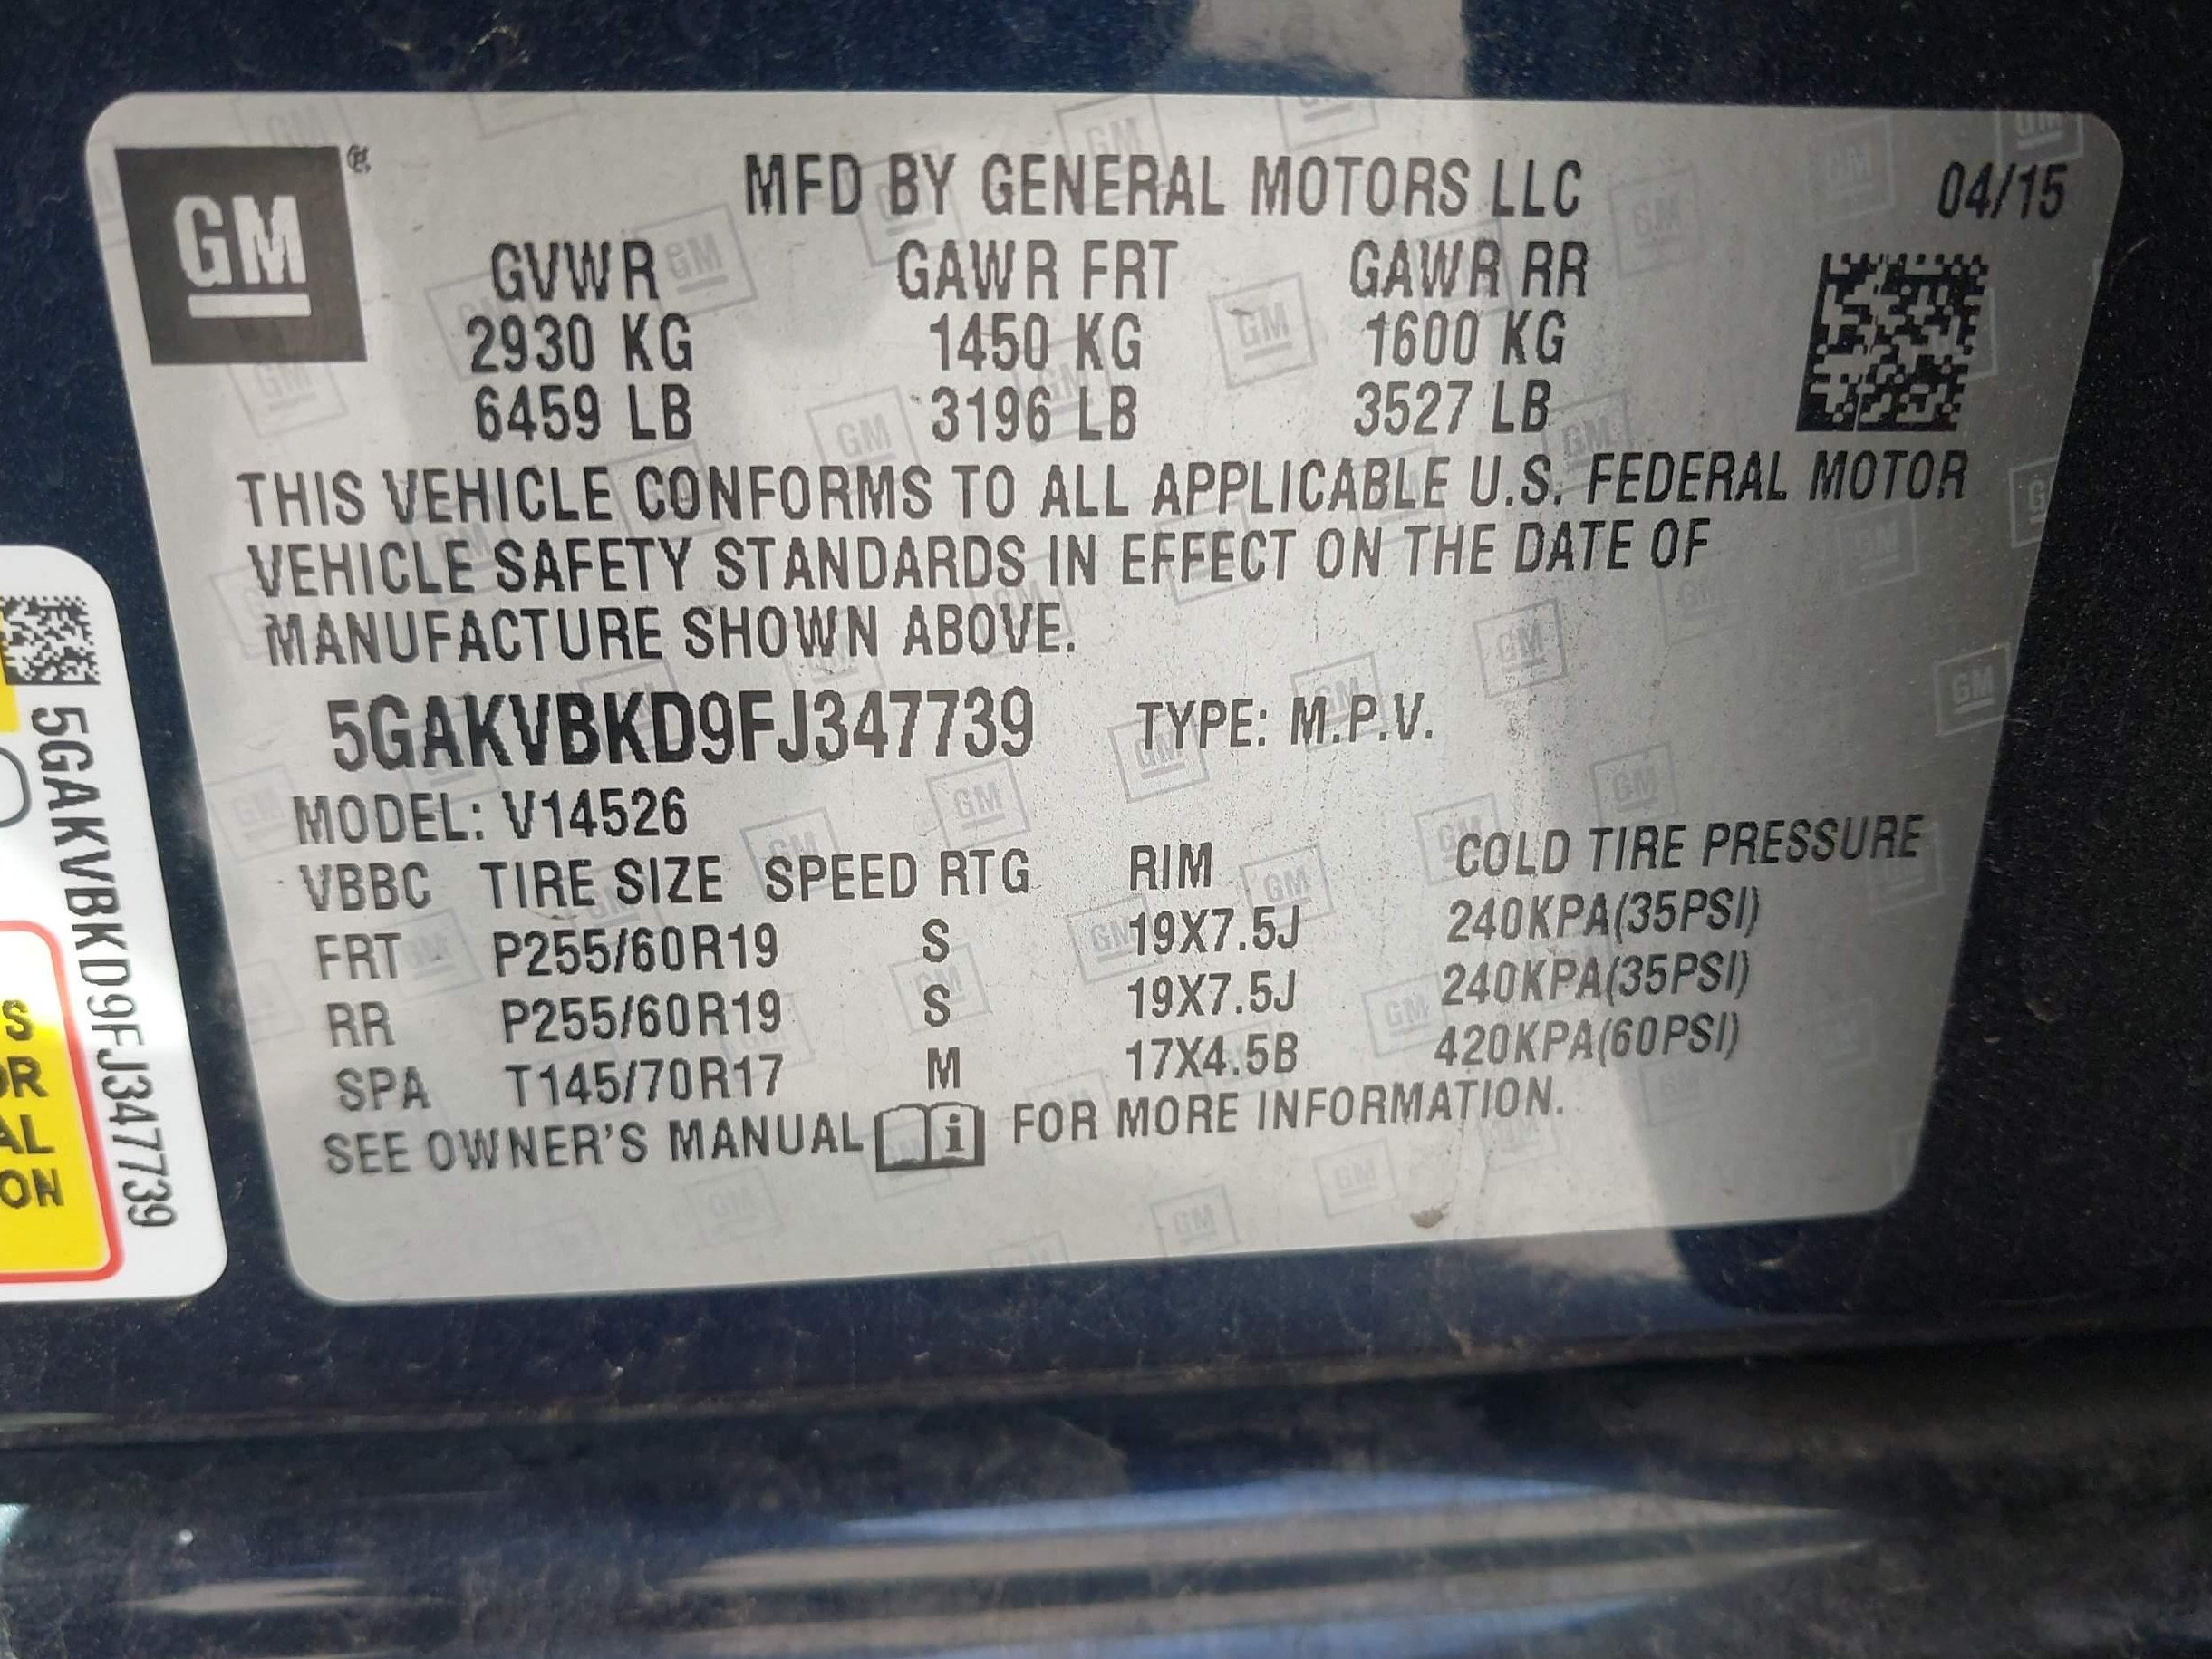 GM
MFD BY GENERAL MOTORS LLC 04/15
GVWR GAWR FRT GAWR RR
2930 KG 1450 KG 1600 KG
6459 LB 3196 LB 3527 LB
THIS VEHICLE CONFORMS TO ALL APPLICABLE U.S. FEDERAL MOTOR
VEHICLE SAFETY STANDARDS IN EFFECT ON THE DATE OF
MANUFACTURE SHOWN ABOVE.
5GAKVBKD9FJ347739 TYPE: M.P.V.
MODEL: V14526
VBBC TIRE SIZE SPEED RTG RIM COLD TIRE PRESSURE
FRT P255/60R19 S 19X7.5J 240KPA(35PSI)
RR P255/60R19 S 19X7.5J 240KPA(35PSI)
SPA T145/70R17 M 17X4.5B 420KPA(60PSI)
SEE OWNER'S MANUAL i FOR MORE INFORMATION.
5GAKVBKD9FJ347739